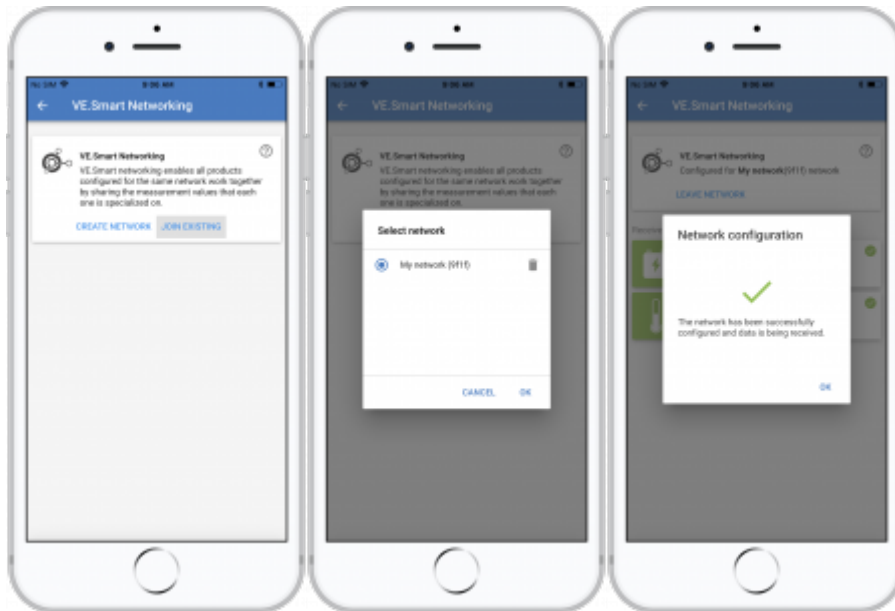 No SIM
9:06 AM
VE.Smart Networking
VE.Smart Networking
VE.Smart networking enables all products
configured for the same network work together
by sharing the measurement values that each
one is specialized on.
CREATE NETWORK JOIN EXISTING
No SIM
9:06 AM
VE.Smart Networking
VE.Smart Networking
VE.Smart networking enables all products
configured for the same network work together
by sharing the measurement values that each
one is specialized on.
Select network
My network (9f1f)
CANCEL OK
No SIM
9:06 AM
VE.Smart Networking
VE.Smart Networking
Configured for My network(9f1f) network
LEAVE NETWORK
Network configuration
The network has been successfully
configured and data is being received.
OK